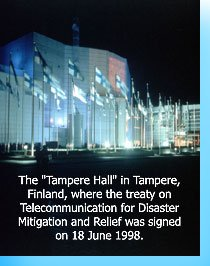 The "Tampere Hall" in Tampere,
Finland, where the treaty on
Telecommunication for Disaster
Mitigation and Relief was signed
on 18 June 1998.